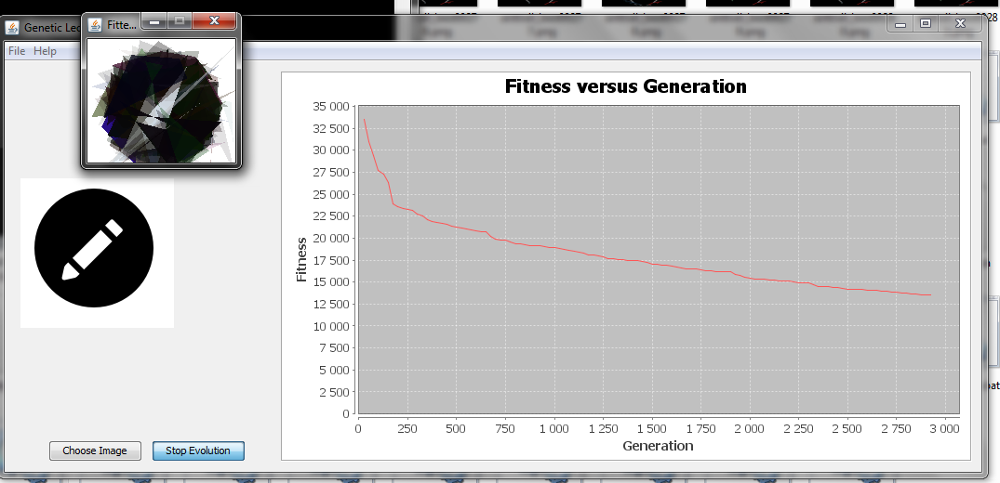 Genetic Lec
Fitte...
File Help
Fitness versus Generation
35 000
32 500
30 000
27 500
25 000
22 500
20 000
17 500
15 000
12 500
10 000
7 500
5 000
2 500
0
Fitness
0 250 500 750 1 000 1 250 1 500 1 750 2 000 2 250 2 500 2 750 3 000
Generation
Choose Image Stop Evolution